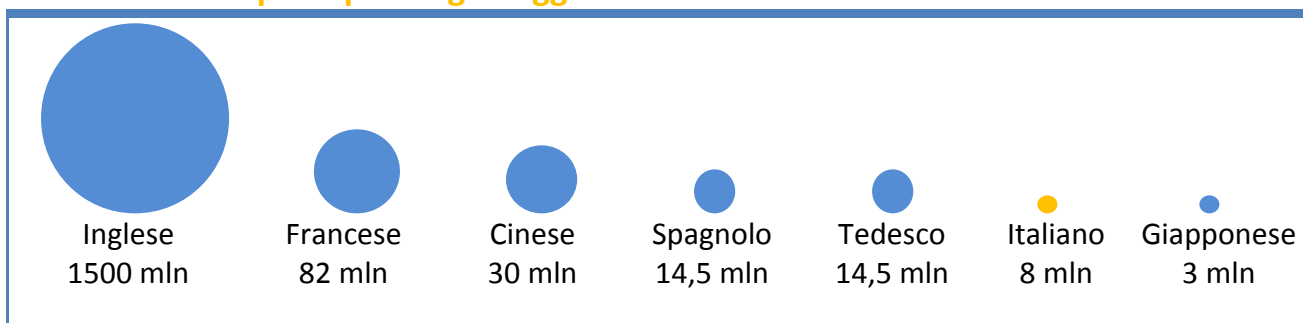 Inglese
1500 mln
Francese
82 mln
Cinese
30 mln
Spagnolo
14,5 mln
Tedesco
14,5 mln
Italiano
8 mln
Giapponese
3 mln